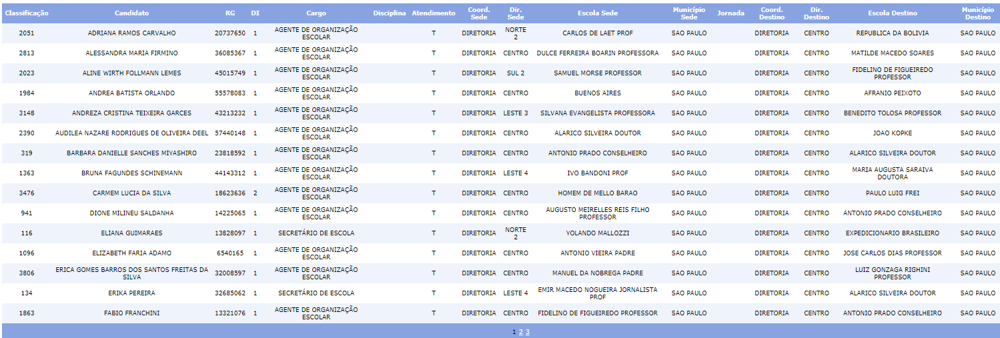 Classificação Candidato RG DI Cargo Disciplina Atendimento Coord. Sede Dir. Sede Escola Sede Município Sede Jornada Coord. Destino Dir. Destino Escola Destino Município Destino
2051 ADRIANA RAMOS CARVALHO 20737650 1 AGENTE DE ORGANIZAÇÃO ESCOLAR T DIRETORIA NORTE 2 CARLOS DE LAET PROF SAO PAULO DIRETORIA CENTRO REPUBLICA DA BOLIVIA SAO PAULO
2813 ALESSANDRA MARIA FIRMINO 36085367 1 AGENTE DE ORGANIZAÇÃO ESCOLAR T DIRETORIA CENTRO DULCE FERREIRA BOARIN PROFESSORA SAO PAULO DIRETORIA CENTRO MATILDE MACEDO SOARES SAO PAULO
2023 ALINE WIRTH FOLLMANN LEMES 45015749 1 AGENTE DE ORGANIZAÇÃO ESCOLAR T DIRETORIA SUL 2 SAMUEL MORSE PROFESSOR SAO PAULO DIRETORIA CENTRO FIDELINO DE FIGUEIREDO PROFESSOR SAO PAULO
1984 ANDREA BATISTA ORLANDO 55578083 1 AGENTE DE ORGANIZAÇÃO ESCOLAR T DIRETORIA CENTRO BUENOS AIRES SAO PAULO DIRETORIA CENTRO AFRANIO PEIXOTO SAO PAULO
3148 ANDREZA CRISTINA TEIXEIRA GARCES 43213232 1 AGENTE DE ORGANIZAÇÃO ESCOLAR T DIRETORIA LESTE 3 SILVANA EVANGELISTA PROFESSORA SAO PAULO DIRETORIA CENTRO BENEDITO TOLOSA PROFESSOR SAO PAULO
2390 AUDILEA NAZARE RODRIGUES DE OLIVEIRA DEEL 57440148 1 AGENTE DE ORGANIZAÇÃO ESCOLAR T DIRETORIA CENTRO ALARICO SILVEIRA DOUTOR SAO PAULO DIRETORIA CENTRO JOAO KOPKE SAO PAULO
319 BARBARA DANIELLE SANCHES MIYASHIRO 23818592 1 AGENTE DE ORGANIZAÇÃO ESCOLAR T DIRETORIA CENTRO ANTONIO PRADO CONSELHEIRO SAO PAULO DIRETORIA CENTRO ALARICO SILVEIRA DOUTOR SAO PAULO
1363 BRUNA FAGUNDES SCHINEMANN 44143312 1 AGENTE DE ORGANIZAÇÃO ESCOLAR T DIRETORIA LESTE 4 IVO BANDONI PROF SAO PAULO DIRETORIA CENTRO MARIA AUGUSTA SARAIVA DOUTORA SAO PAULO
3476 CARMEM LUCIA DA SILVA 18623636 2 AGENTE DE ORGANIZAÇÃO ESCOLAR T DIRETORIA CENTRO HOMEM DE MELLO BARAO SAO PAULO DIRETORIA CENTRO PAULO LUIG FREI SAO PAULO
941 DIONE MILINEU SALDANHA 14225065 1 AGENTE DE ORGANIZAÇÃO ESCOLAR T DIRETORIA CENTRO AUGUSTO MEIRELLES REIS FILHO PROFESSOR SAO PAULO DIRETORIA CENTRO ANTONIO PRADO CONSELHEIRO SAO PAULO
116 ELIANA GUIMARAES 13828097 1 SECRETÁRIO DE ESCOLA T DIRETORIA NORTE 2 YOLANDO MALLOZZI SAO PAULO DIRETORIA CENTRO EXPEDICIONARIO BRASILEIRO SAO PAULO
1096 ELIZABETH FARIA ADAMO 6540165 1 AGENTE DE ORGANIZAÇÃO ESCOLAR T DIRETORIA CENTRO ANTONIO VIEIRA PADRE SAO PAULO DIRETORIA CENTRO JOSE CARLOS DIAS PROFESSOR SAO PAULO
3806 ERICA GOMES BARROS DOS SANTOS FREITAS DA SILVA 32008597 1 AGENTE DE ORGANIZAÇÃO ESCOLAR T DIRETORIA CENTRO MANUEL DA NOBREGA PADRE SAO PAULO DIRETORIA CENTRO LUIZ GONZAGA RIGHINI PROFESSOR SAO PAULO
134 ERIKA PEREIRA 32685062 1 SECRETÁRIO DE ESCOLA T DIRETORIA LESTE 4 EMIR MACEDO NOGUEIRA JORNALISTA PROF SAO PAULO DIRETORIA CENTRO ALARICO SILVEIRA DOUTOR SAO PAULO
1863 FABIO FRANCHINI 13321076 1 AGENTE DE ORGANIZAÇÃO ESCOLAR T DIRETORIA CENTRO FIDELINO DE FIGUEIREDO PROFESSOR SAO PAULO DIRETORIA CENTRO ANTONIO PRADO CONSELHEIRO SAO PAULO
1 2 3